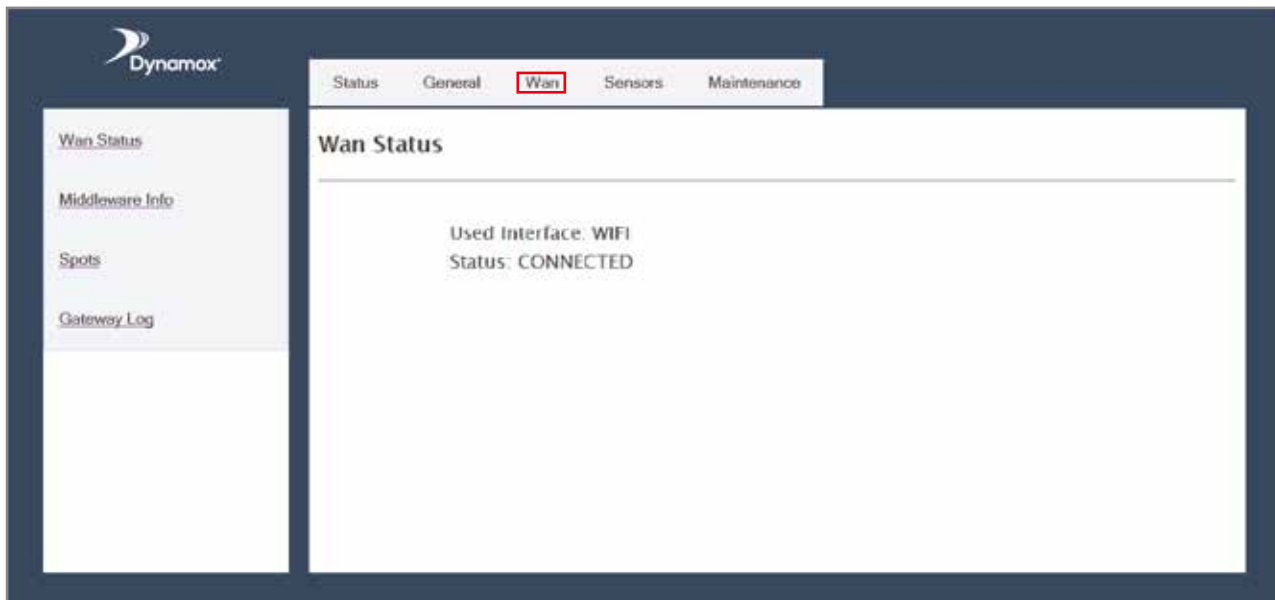 Dynamox
Status General Wan Sensors Maintenance
Wan Status
Middleware Info
Spots
Gateway Log
Wan Status
Used Interface: WIFI
Status: CONNECTED